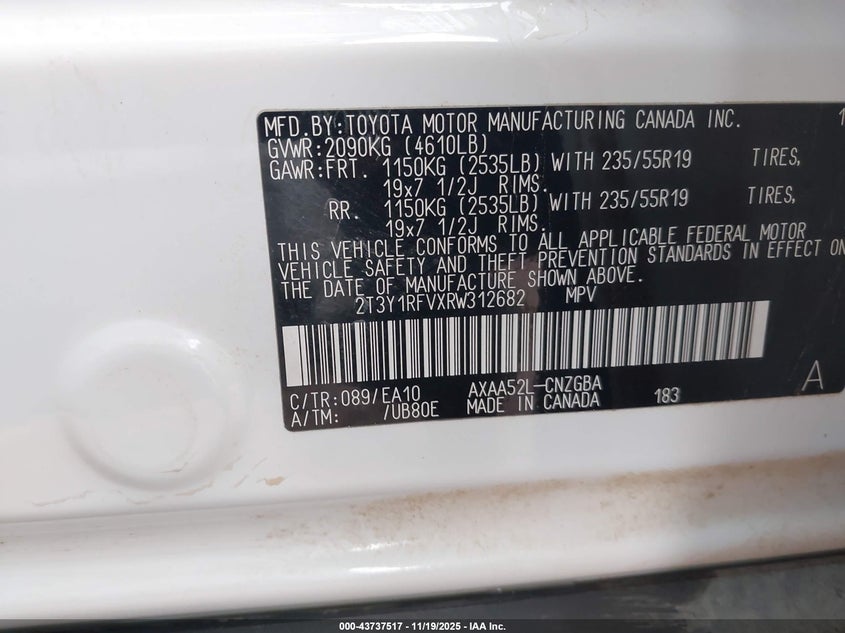 MFD.BY:TOYOTA MOTOR MANUFACTURING CANADA INC.
GVWR:2090KG (4610LB)
GAWR:FRT. 1150KG (2535LB) WITH 235/55R19 TIRES,
19x7 1/2J RIMS.
RR. 1150KG (2535LB) WITH 235/55R19 TIRES,
19x7 1/2J RIMS.
THIS VEHICLE CONFORMS TO ALL APPLICABLE FEDERAL MOTOR
VEHICLE SAFETY AND THEFT PREVENTION STANDARDS IN EFFECT ON
THE DATE OF MANUFACTURE SHOWN ABOVE.
2T3Y1RFVXRW312682 MPV
C/TR:089/EA10 AXAA52L-CNZGBA
A/TM: /UB80E MADE IN CANADA 183
A
000-43737517 - 11/19/2025 - IAA Inc.